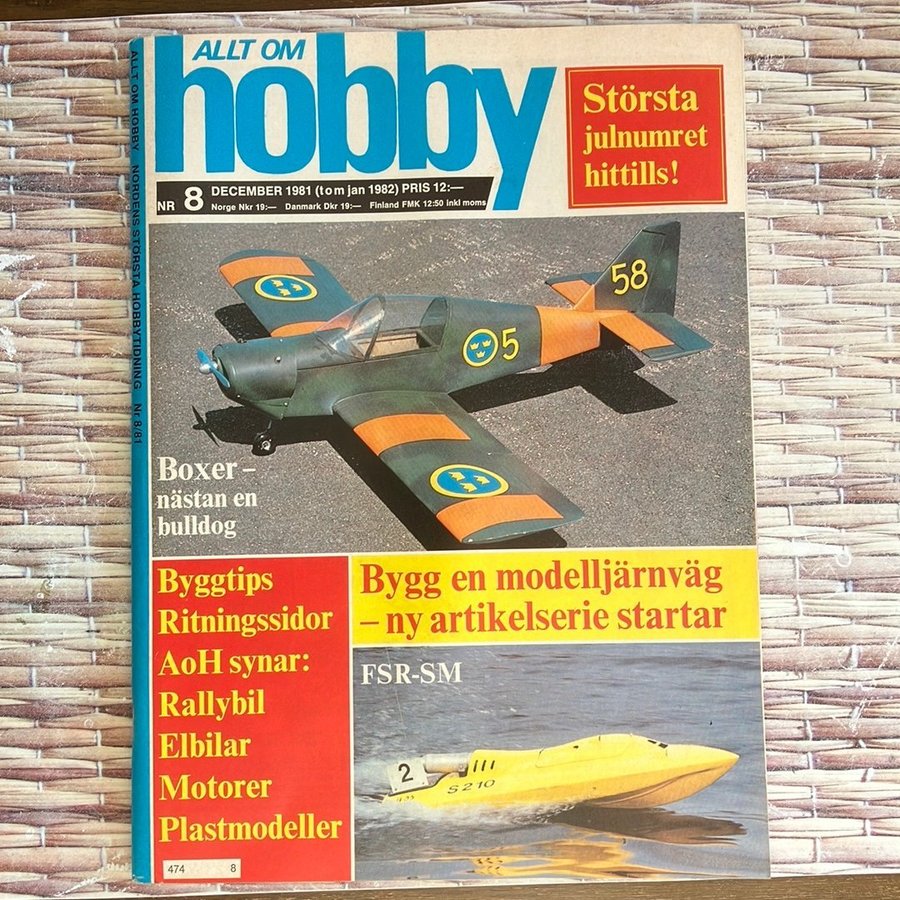 ALLT OM HOBBY NORDENS STÖRSTA HOBBYTIDNING Nr 8/81
ALLT OM
hobby
Största
julnumret
hittills!
NR 8 DECEMBER 1981 (tom jan 1982) PRIS 12:—
Norge Nkr 19:— Danmark Dkr 19:— Finland FMK 12:50 inkl moms
58
5
Boxer –
nästan en
bulldog
Byggtips
Ritningssidor
AoH synar:
Rallybil
Elbilar
Motorer
Plastmodeller
474 8
Bygg en modelljärnväg
– ny artikelserie startar
FSR-SM
2
S 210